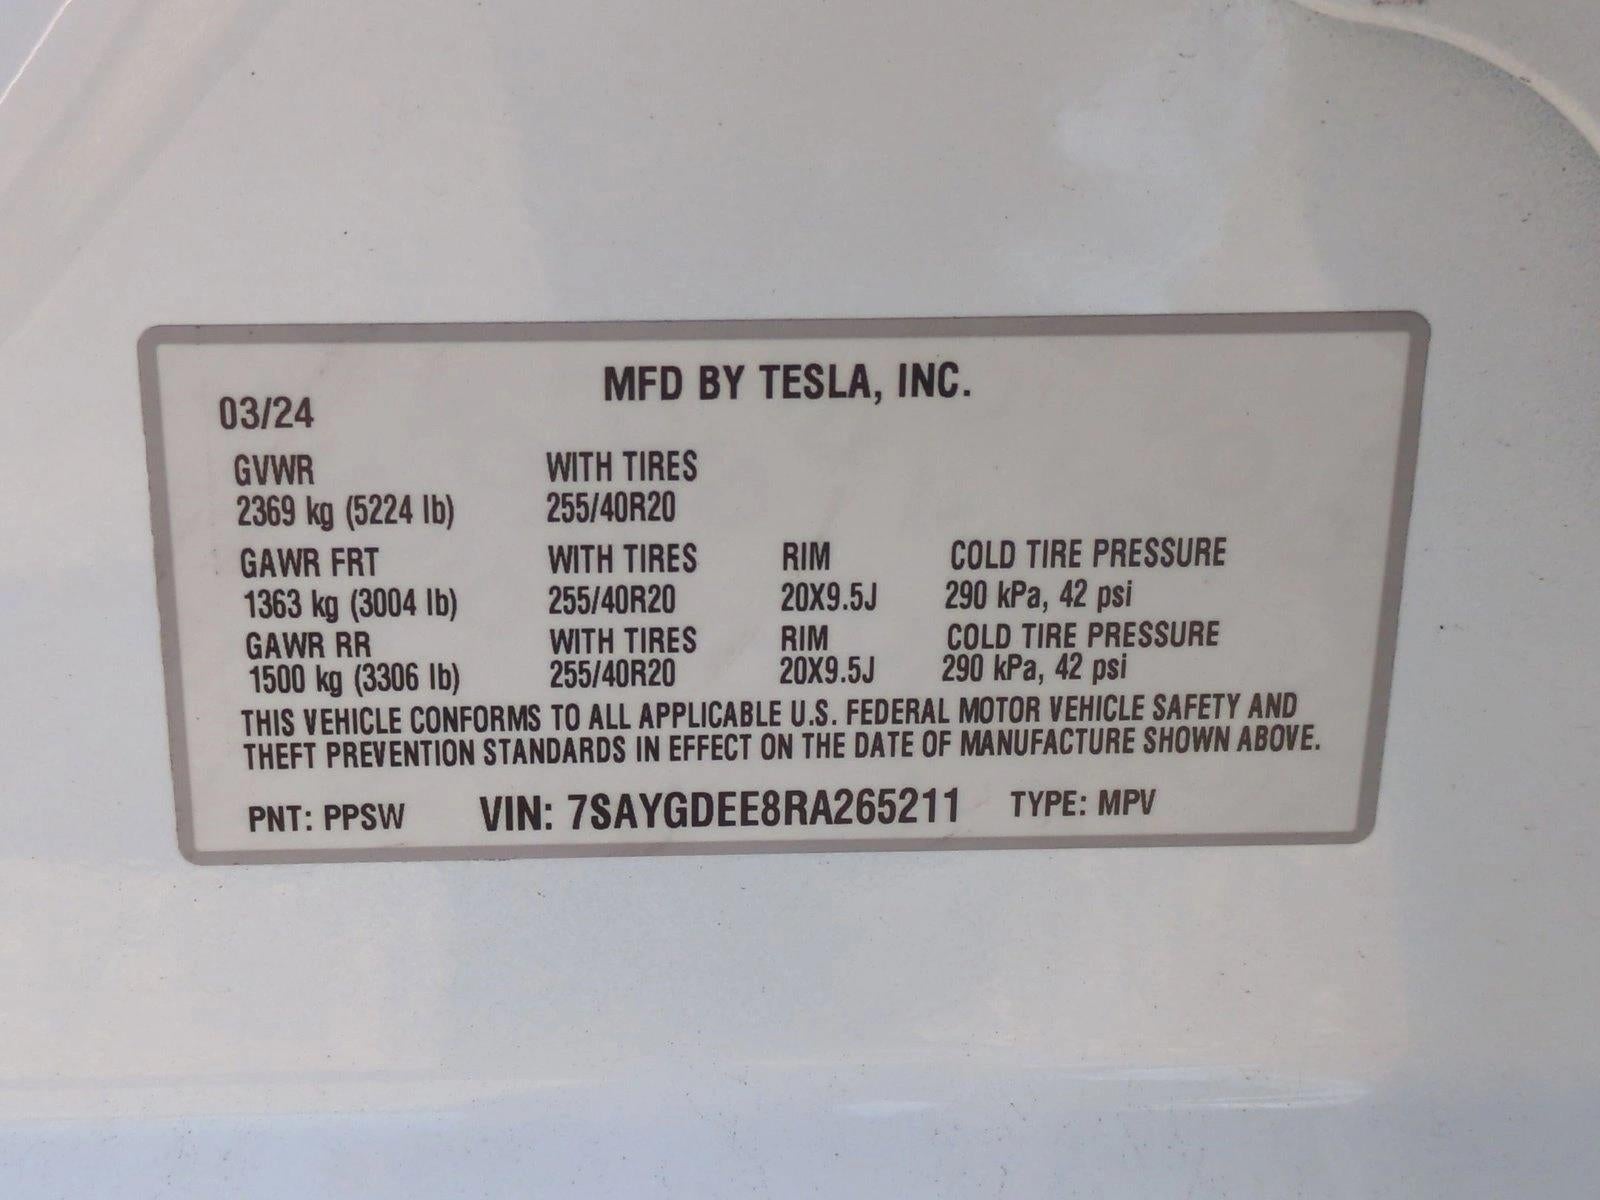 MFD BY TESLA, INC.
03/24
GVWR WITH TIRES
2369 kg (5224 lb) 255/40R20
GAWR FRT WITH TIRES RIM COLD TIRE PRESSURE
1363 kg (3004 lb) 255/40R20 20X9.5J 290 kPa, 42 psi
GAWR RR WITH TIRES RIM COLD TIRE PRESSURE
1500 kg (3306 lb) 255/40R20 20X9.5J 290 kPa, 42 psi
THIS VEHICLE CONFORMS TO ALL APPLICABLE U.S. FEDERAL MOTOR VEHICLE SAFETY AND
THEFT PREVENTION STANDARDS IN EFFECT ON THE DATE OF MANUFACTURE SHOWN ABOVE.
PNT: PPSW VIN: 7SAYGDEE8RA265211 TYPE: MPV